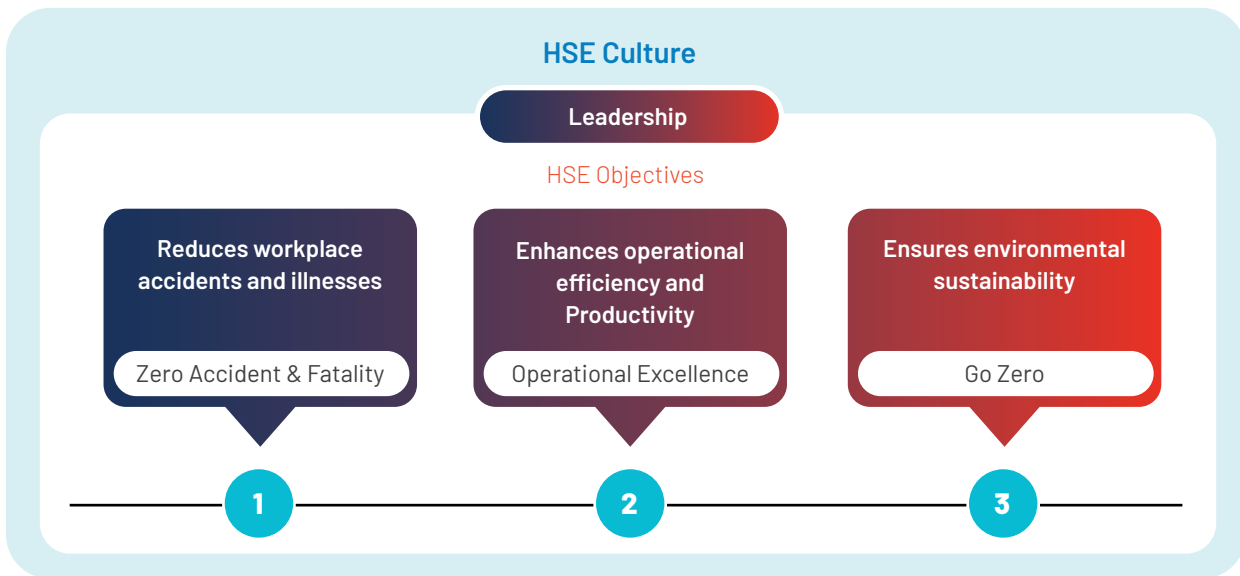 HSE Culture
Leadership
HSE Objectives
Reduces workplace
accidents and illnesses
Zero Accident & Fatality
Enhances operational
efficiency and
Productivity
Operational Excellence
Ensures environmental
sustainability
Go Zero
1
2
3